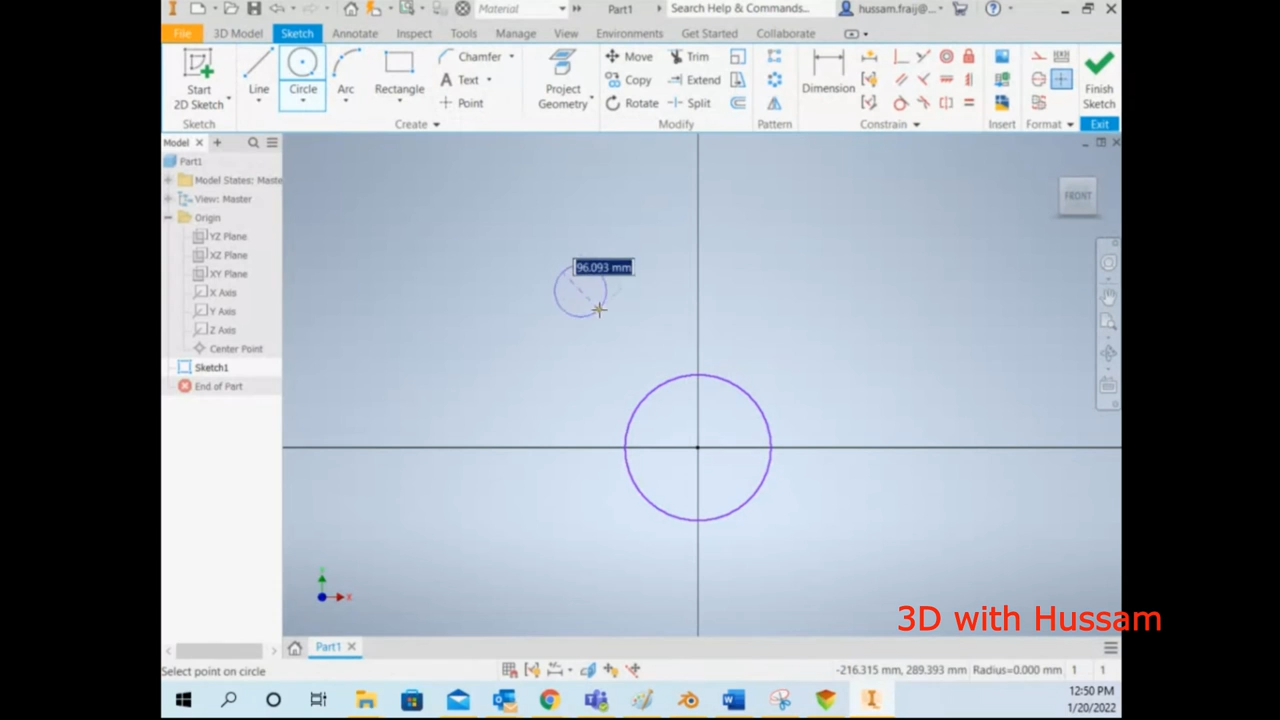 Material
Part1
Search Help & Commands...
hussam.fraij@...
File
3D Model
Sketch
Annotate
Inspect
Tools
Manage
View
Environments
Get Started
Collaborate
Start
2D Sketch
Line
Circle
Arc
Rectangle
Chamfer
Text
Point
Project
Geometry
Move
Copy
Rotate
Trim
Extend
Split
Dimension
Finish
Sketch
Sketch
Create
Modify
Pattern
Constrain
Insert
Format
Exit
Model
Part1
Model States: Maste
View: Master
Origin
YZ Plane
XZ Plane
XY Plane
X Axis
Y Axis
Z Axis
Center Point
Sketch1
End of Part
FRONT
96.093 mm
Y
X
3D with Hussam
Part1
Select point on circle
-216.315 mm, 289.393 mm Radius=0.000 mm 1 1
12:50 PM
1/20/2022